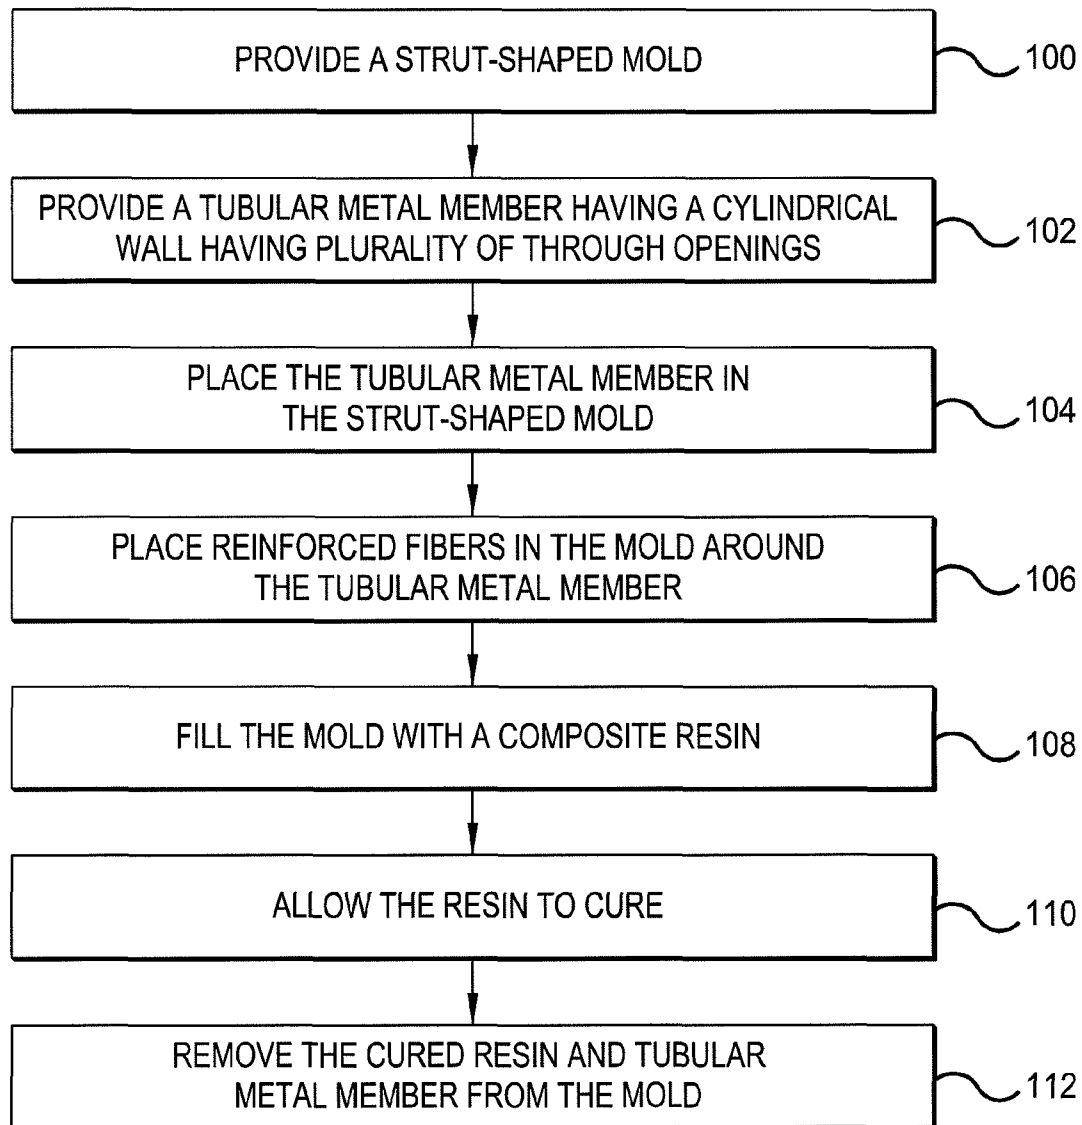 PROVIDE A STRUT-SHAPED MOLD
100
PROVIDE A TUBULAR METAL MEMBER HAVING A CYLINDRICAL
WALL HAVING PLURALITY OF THROUGH OPENINGS
102
PLACE THE TUBULAR METAL MEMBER IN
THE STRUT-SHAPED MOLD
104
PLACE REINFORCED FIBERS IN THE MOLD AROUND
THE TUBULAR METAL MEMBER
106
FILL THE MOLD WITH A COMPOSITE RESIN
108
ALLOW THE RESIN TO CURE
110
REMOVE THE CURED RESIN AND TUBULAR
METAL MEMBER FROM THE MOLD
112